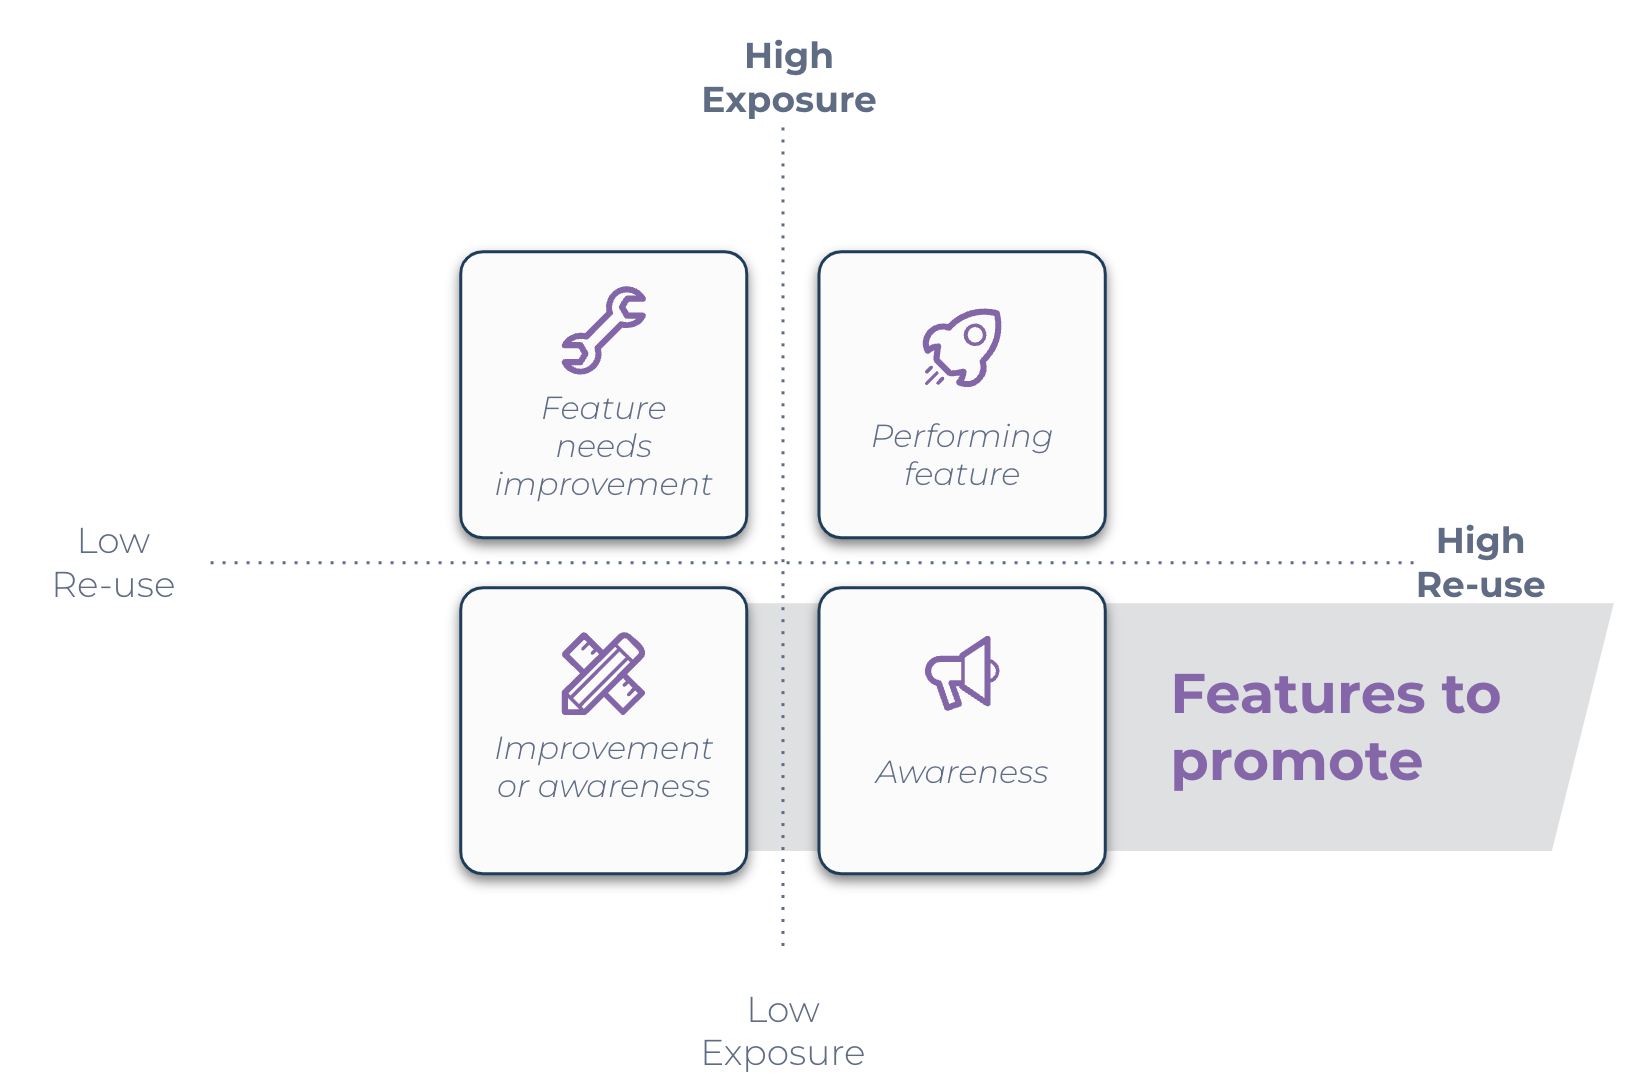 High
Exposure
Feature
needs
improvement
Performing
feature
Low
Re-use
High
Re-use
Improvement
or awareness
Awareness
Features to
promote
Low
Exposure